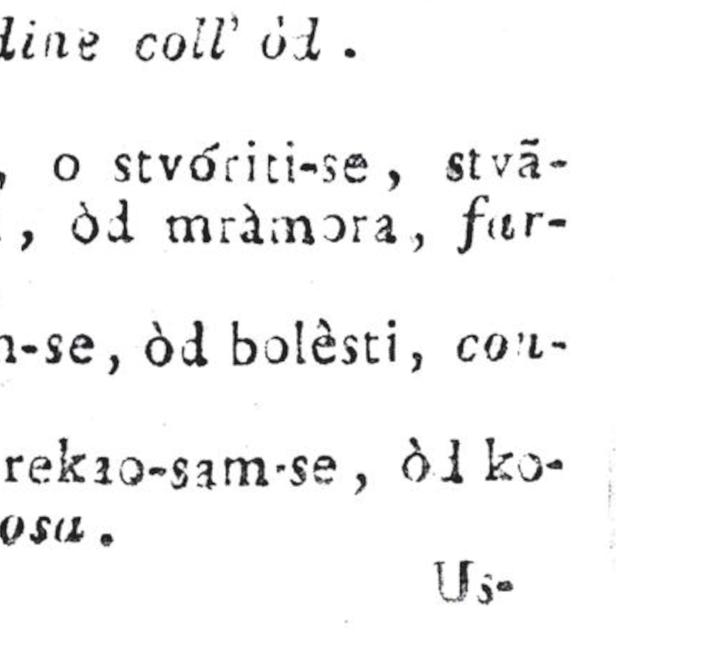 dine coll' òd .
, o stvóriti-se , stvã-
, òd mràmora , far-
n-se , òd bolêsti , con-
rekao-sam-se , òd ko-
osa .
Us-